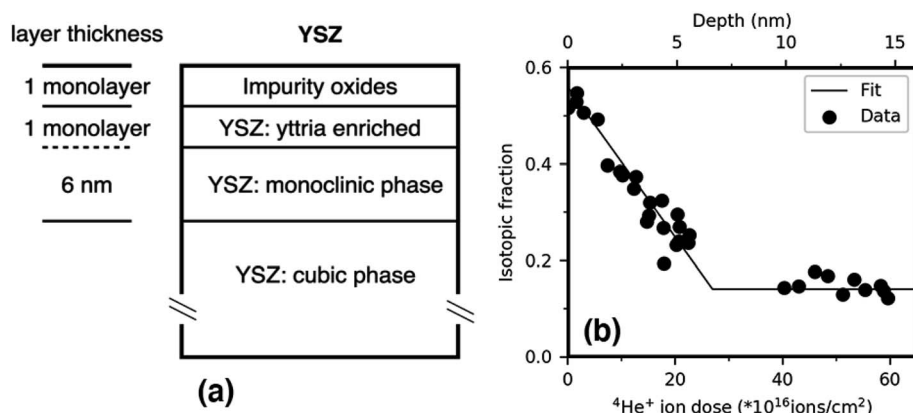 layer thickness
YSZ
1 monolayer
Impurity oxides
1 monolayer
YSZ: yttria enriched
6 nm
YSZ: monoclinic phase
YSZ: cubic phase
(a)
Depth (nm)
0 5 10 15
Isotopic fraction
0.6
0.4
0.2
0.0
Fit
Data
(b)
0 20 40 60
⁴He⁺ ion dose (*10¹⁶ions/cm²)